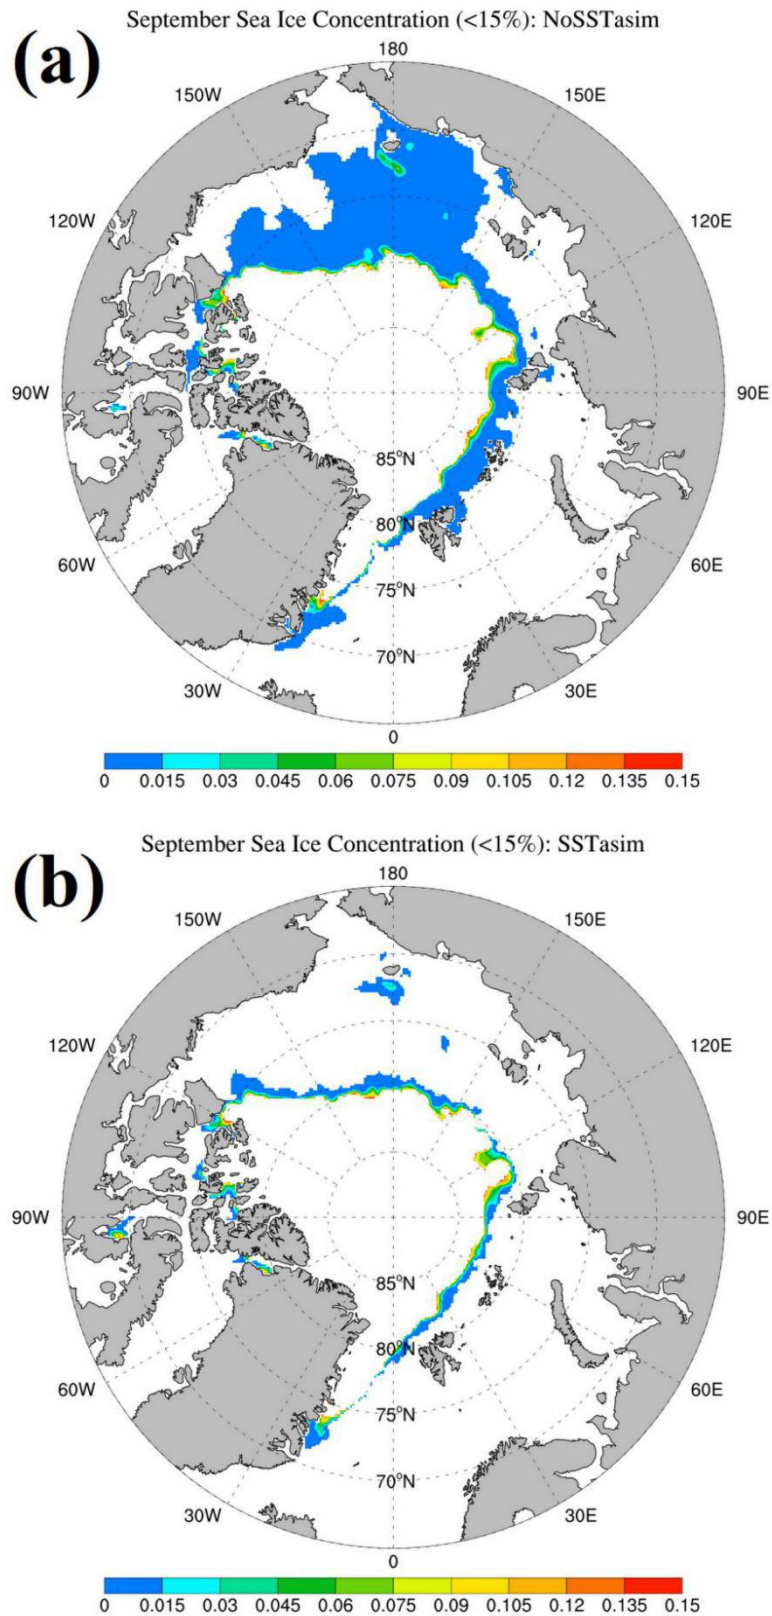 September Sea Ice Concentration (<15%): NoSSTasim
(a)
180
150W
150E
120W
120E
90W
90E
85°N
80°N
60W
60E
75°N
70°N
30W
30E
0
0 0.015 0.03 0.045 0.06 0.075 0.09 0.105 0.12 0.135 0.15
September Sea Ice Concentration (<15%): SSTasim
(b)
180
150W
150E
120W
120E
90W
90E
85°N
80°N
60W
60E
75°N
70°N
30W
30E
0
0 0.015 0.03 0.045 0.06 0.075 0.09 0.105 0.12 0.135 0.15